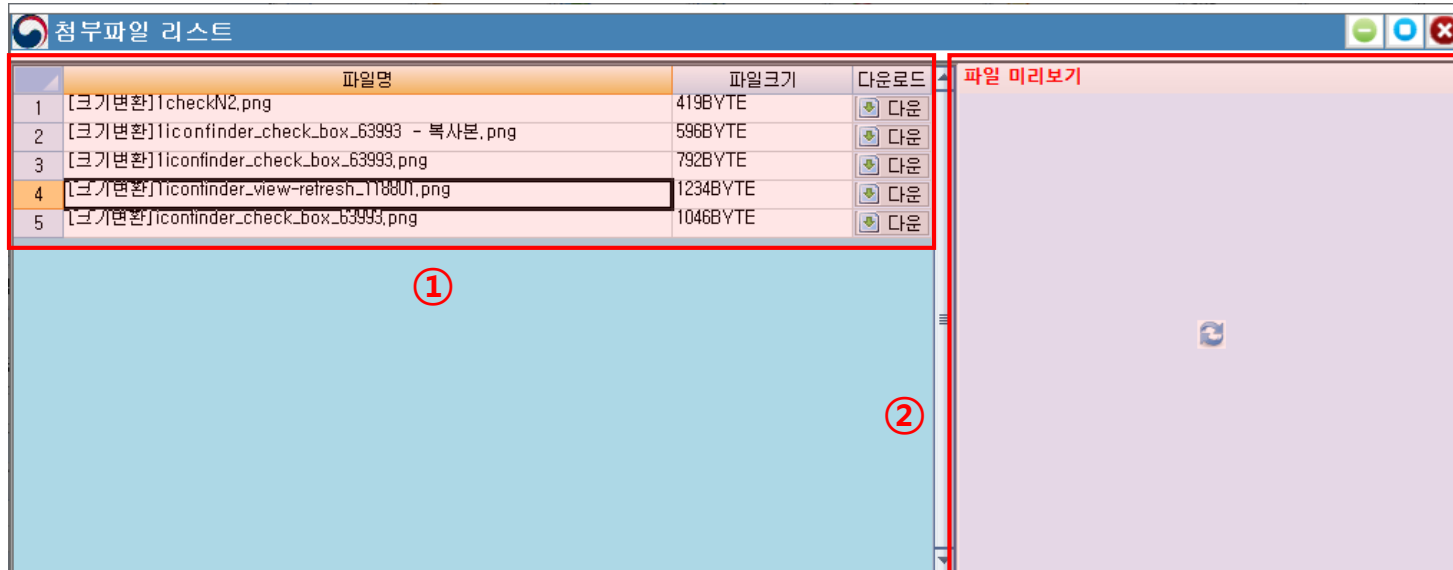 첨부파일 리스트
파일명 파일크기 다운로드
1 [크기변환]1checkN2.png 419BYTE 다운
2 [크기변환]1iconfinder_check_box_63993 - 복사본.png 596BYTE 다운
3 [크기변환]1iconfinder_check_box_63993.png 792BYTE 다운
4 [크기변환]1iconfinder_view-refresh_118801.png 1234BYTE 다운
5 [크기변환]iconfinder_check_box_63993.png 1046BYTE 다운
①
파일 미리보기
②